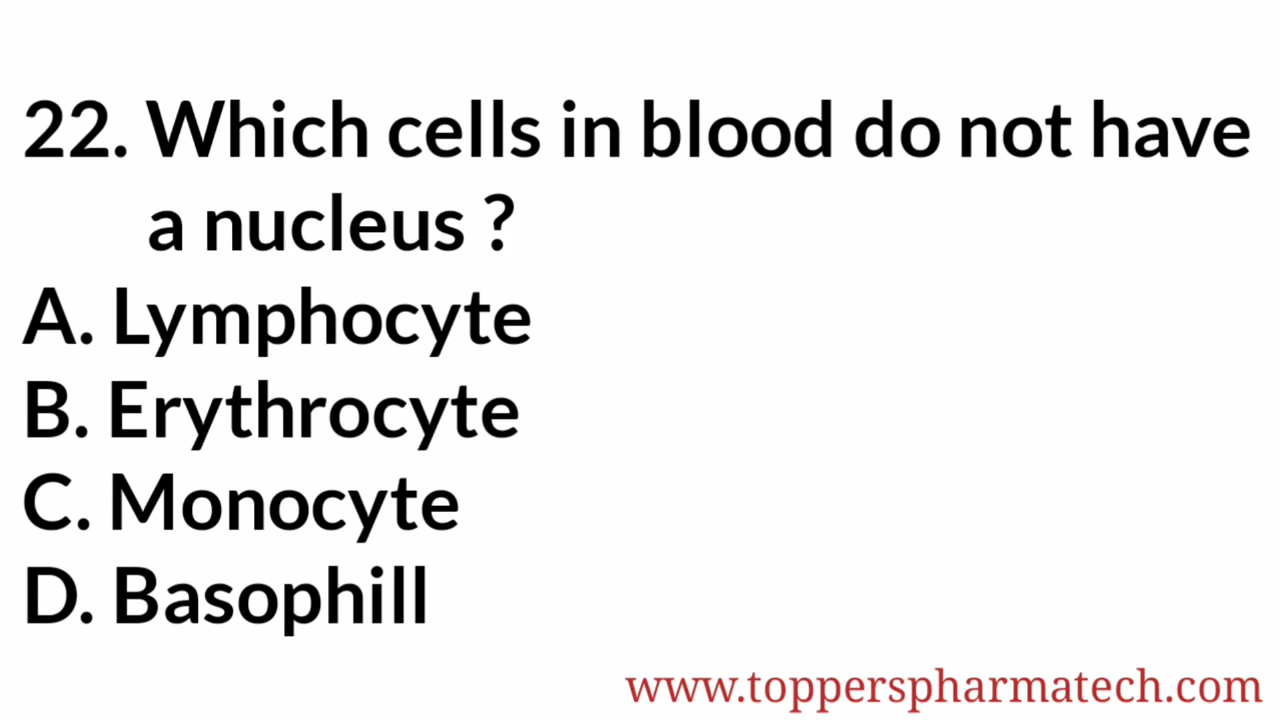 22. Which cells in blood do not have
a nucleus ?
A. Lymphocyte
B. Erythrocyte
C. Monocyte
D. Basophill
www.topperspharmatech.com